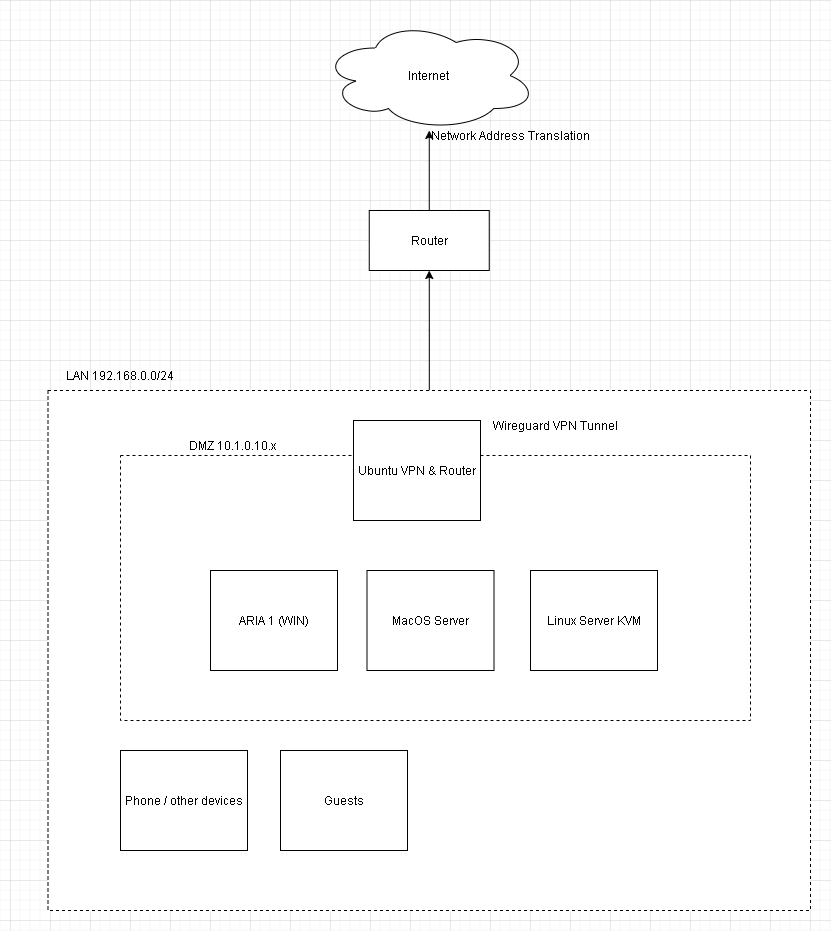 Internet
Network Address Translation
Router
LAN 192.168.0.0/24
Wireguard VPN Tunnel
DMZ 10.1.0.10.x
Ubuntu VPN & Router
ARIA 1 (WIN)
MacOS Server
Linux Server KVM
Phone / other devices
Guests